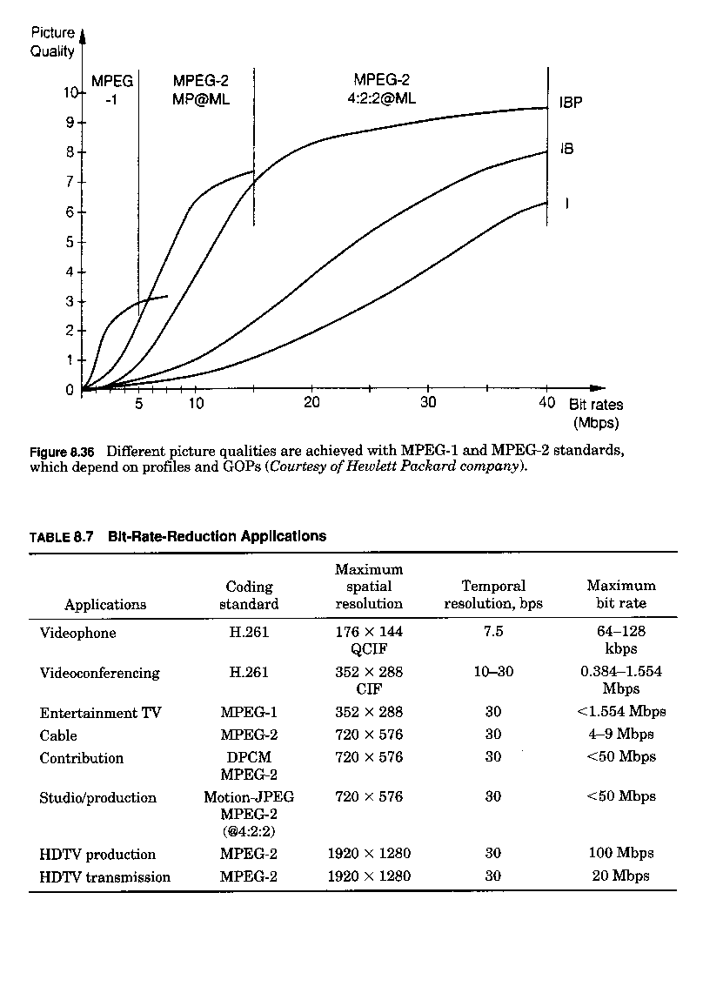 Picture
Quality
MPEG
-1
MPEG-2
MP@ML
MPEG-2
4:2:2@ML
10
9
8
7
6
5
4
3
2
1
0
IBP
IB
I
5 10 20 30 40 Bit rates
(Mbps)
Figure 8.36 Different picture qualities are achieved with MPEG-1 and MPEG-2 standards,
which depend on profiles and GOPs (Courtesy of Hewlett Packard company).
TABLE 8.7 Bit-Rate-Reduction Applications
Maximum
Coding spatial Temporal Maximum
Applications standard resolution resolution, bps bit rate
Videophone H.261 176 × 144 7.5 64–128
QCIF kbps
Videoconferencing H.261 352 × 288 10–30 0.384–1.554
CIF Mbps
Entertainment TV MPEG-1 352 × 288 30 <1.554 Mbps
Cable MPEG-2 720 × 576 30 4–9 Mbps
Contribution DPCM 720 × 576 30 <50 Mbps
MPEG-2
Studio/production Motion-JPEG 720 × 576 30 <50 Mbps
MPEG-2
(@4:2:2)
HDTV production MPEG-2 1920 × 1280 30 100 Mbps
HDTV transmission MPEG-2 1920 × 1280 30 20 Mbps